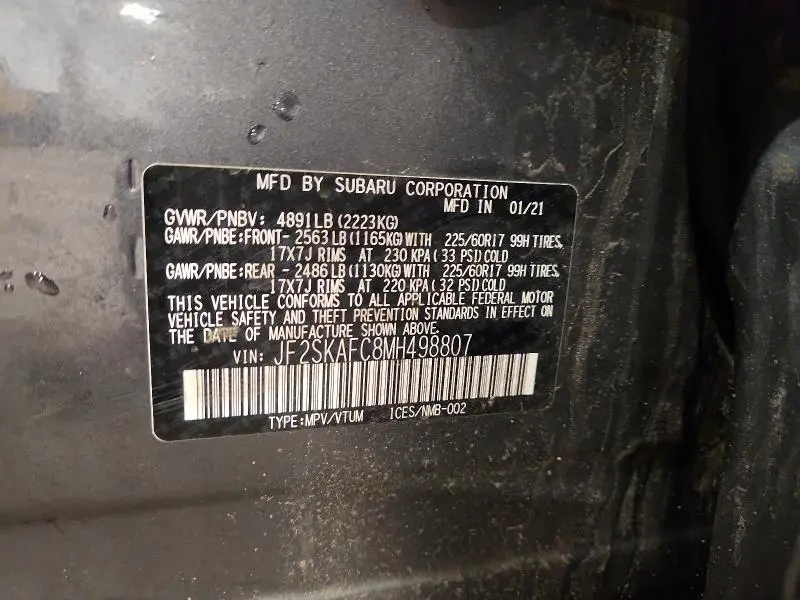 MFD BY SUBARU CORPORATION
MFD IN 01/21
GVWR/PNBV: 4891LB (2223KG)
GAWR/PNBE:FRONT- 2563 LB (1165KG) WITH 225/60R17 99H TIRES,
17X7J RIMS AT 230 KPA( 33 PSI) COLD
GAWR/PNBE:REAR - 2486 LB (1130KG) WITH 225/60R17 99H TIRES,
17X7J RIMS AT 220 KPA( 32 PSI) COLD
THIS VEHICLE CONFORMS TO ALL APPLICABLE FEDERAL MOTOR
VEHICLE SAFETY AND THEFT PREVENTION STANDARDS IN EFFECT ON
THE DATE OF MANUFACTURE SHOWN ABOVE.
VIN: JF2SKAFC8MH498807
TYPE:MPV/VTUM ICES/NMB-002